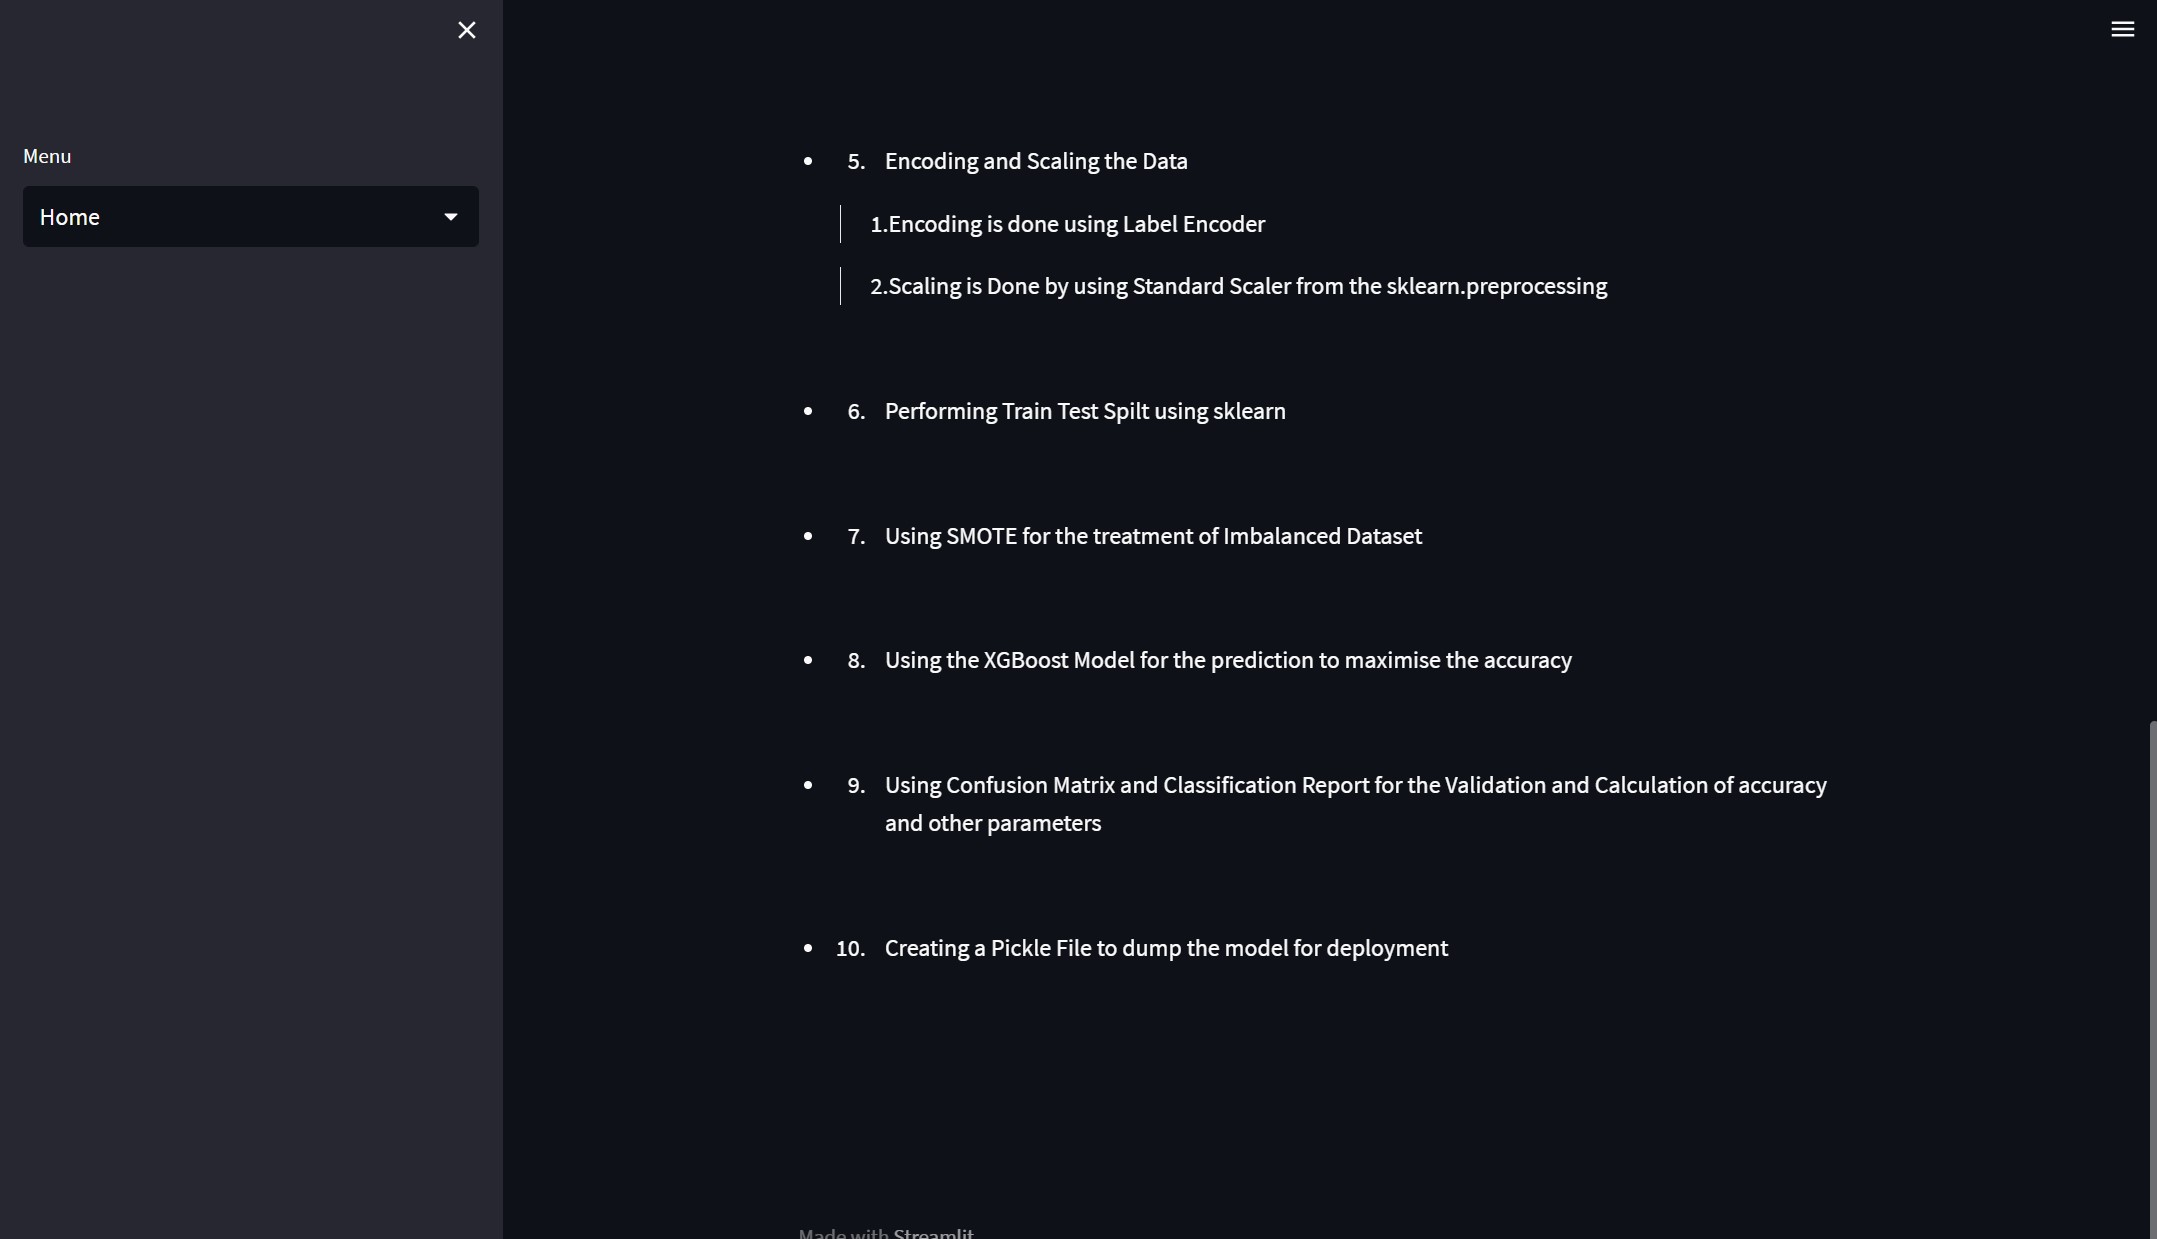 Menu
Home
• 5. Encoding and Scaling the Data
1.Encoding is done using Label Encoder
2.Scaling is Done by using Standard Scaler from the sklearn.preprocessing
• 6. Performing Train Test Spilt using sklearn
• 7. Using SMOTE for the treatment of Imbalanced Dataset
• 8. Using the XGBoost Model for the prediction to maximise the accuracy
• 9. Using Confusion Matrix and Classification Report for the Validation and Calculation of accuracy
and other parameters
• 10. Creating a Pickle File to dump the model for deployment
Made with Streamlit